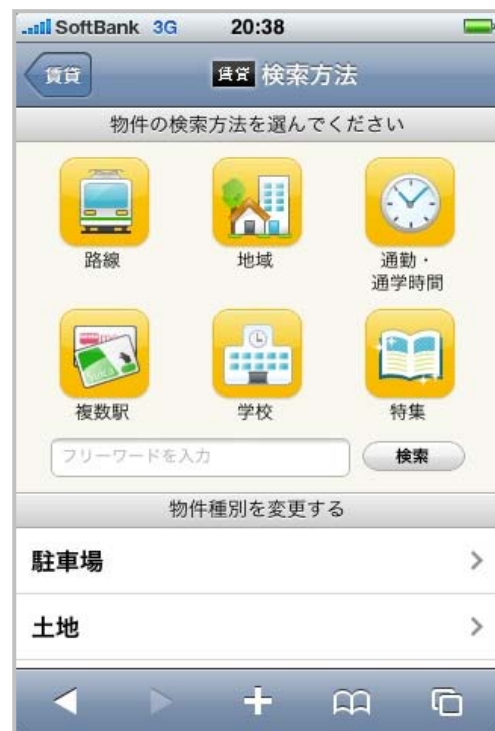 SoftBank 3G 20:38
賃貸 賃貸 検索方法
物件の検索方法を選んでください
路線 地域 通勤・
通学時間
複数駅 学校 特集
フリーワードを入力 検索
物件種別を変更する
駐車場
土地